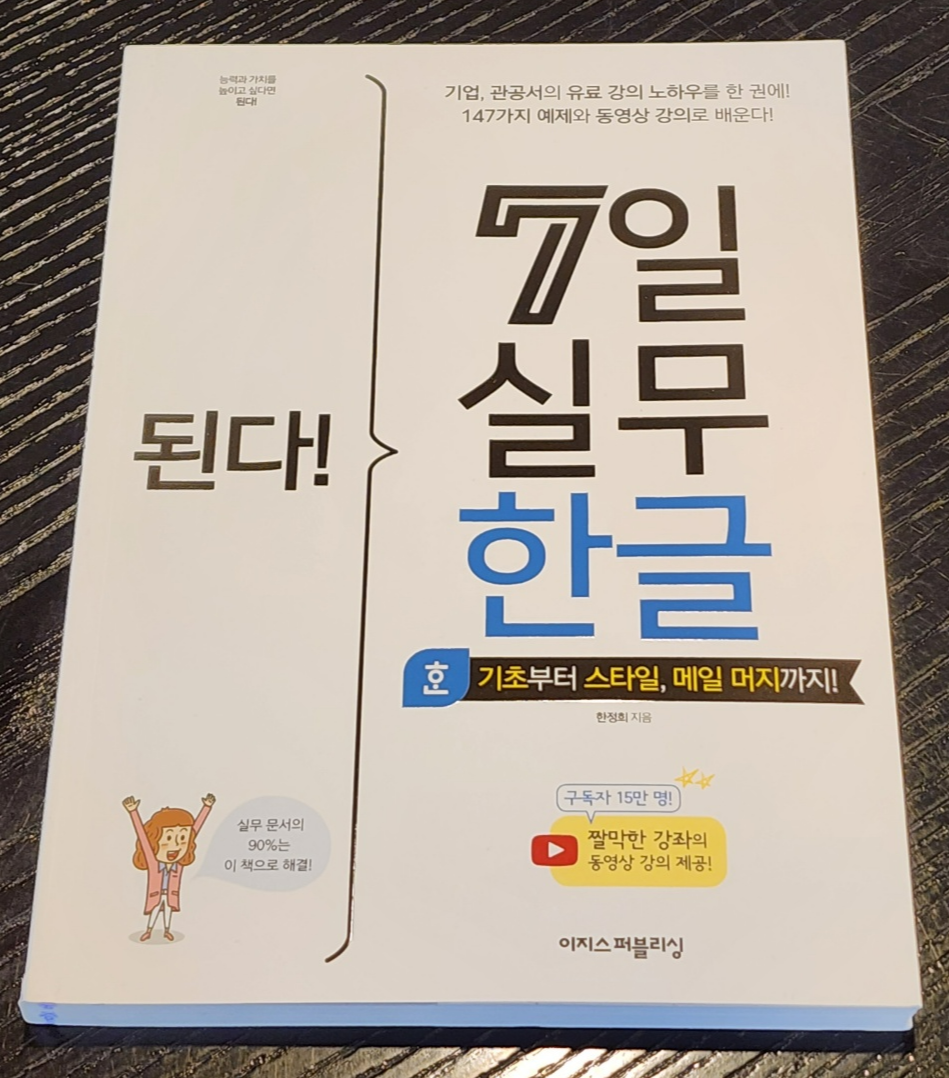 능력과 가치를
높이고 싶다면
된다!
기업, 관공서의 유료 강의 노하우를 한 권에!
147가지 예제와 동영상 강의로 배운다!
된다!
7일
실무
한글
호 기초부터 스타일, 메일 머지까지!
한정희 지음
실무 문서의
90%는
이 책으로 해결!
구독자 15만 명!
짤막한 강좌의
동영상 강의 제공!
이지스퍼블리싱